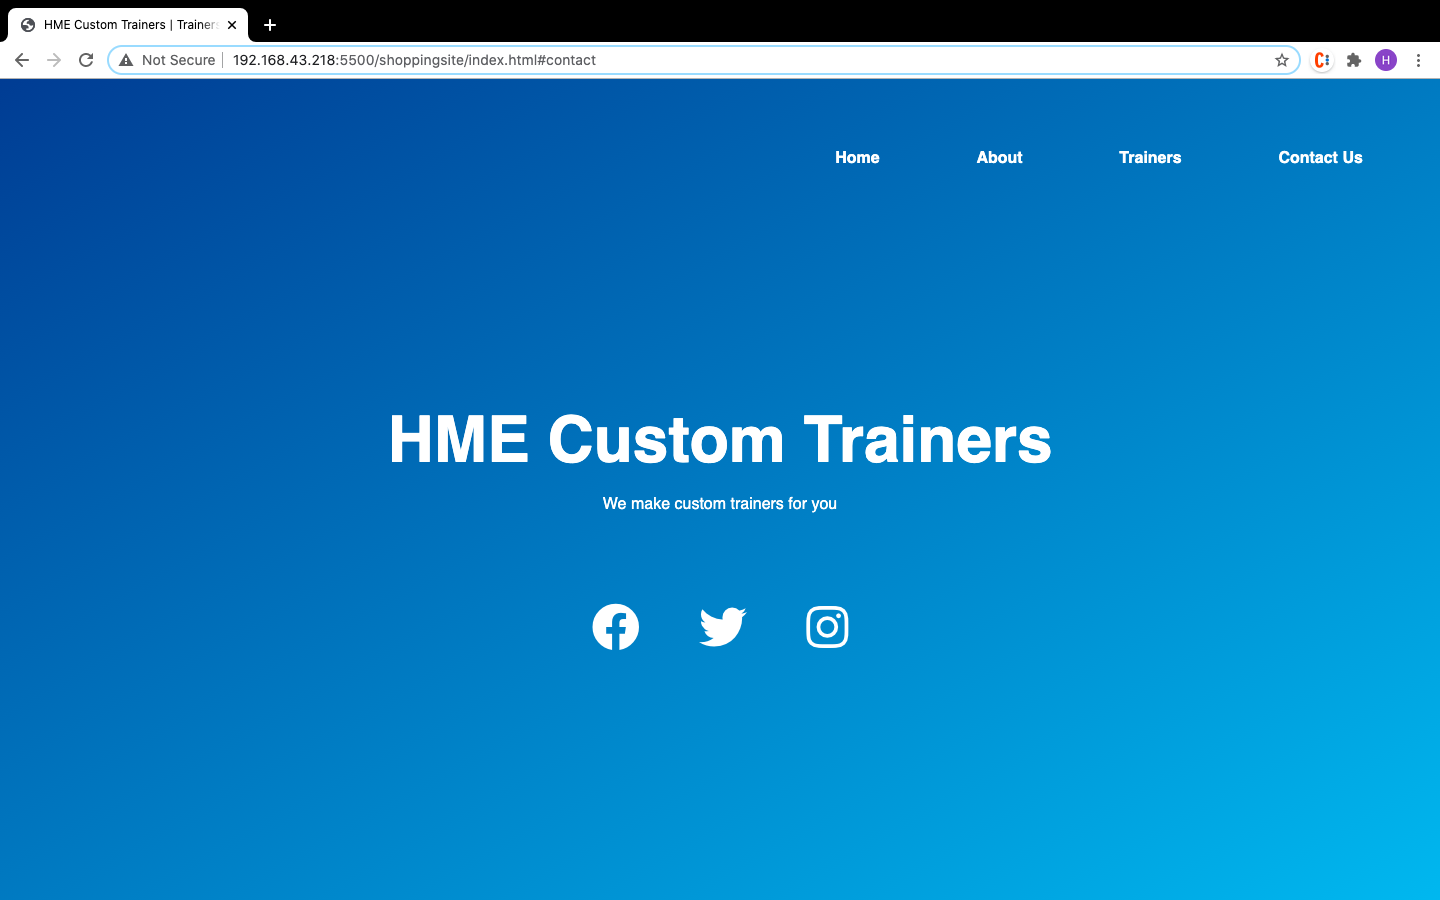 HME Custom Trainers | Trainers
Not Secure 192.168.43.218:5500/shoppingsite/index.html#contact
H
Home About Trainers Contact Us
HME Custom Trainers
We make custom trainers for you